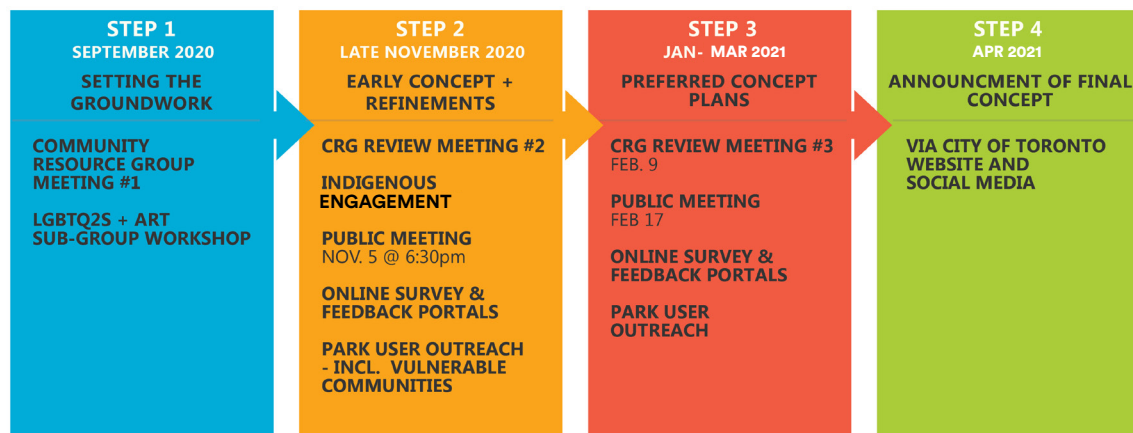 STEP 1
SEPTEMBER 2020
SETTING THE
GROUNDWORK
COMMUNITY
RESOURCE GROUP
MEETING #1
LGBTQ2S + ART
SUB-GROUP WORKSHOP
STEP 2
LATE NOVEMBER 2020
EARLY CONCEPT +
REFINEMENTS
CRG REVIEW MEETING #2
INDIGENOUS
ENGAGEMENT
PUBLIC MEETING
NOV. 5 @ 6:30pm
ONLINE SURVEY &
FEEDBACK PORTALS
PARK USER OUTREACH
- INCL. VULNERABLE
COMMUNITIES
STEP 3
JAN- MAR 2021
PREFERRED CONCEPT
PLANS
CRG REVIEW MEETING #3
FEB. 9
PUBLIC MEETING
FEB 17
ONLINE SURVEY &
FEEDBACK PORTALS
PARK USER
OUTREACH
STEP 4
APR 2021
ANNOUNCMENT OF FINAL
CONCEPT
VIA CITY OF TORONTO
WEBSITE AND
SOCIAL MEDIA